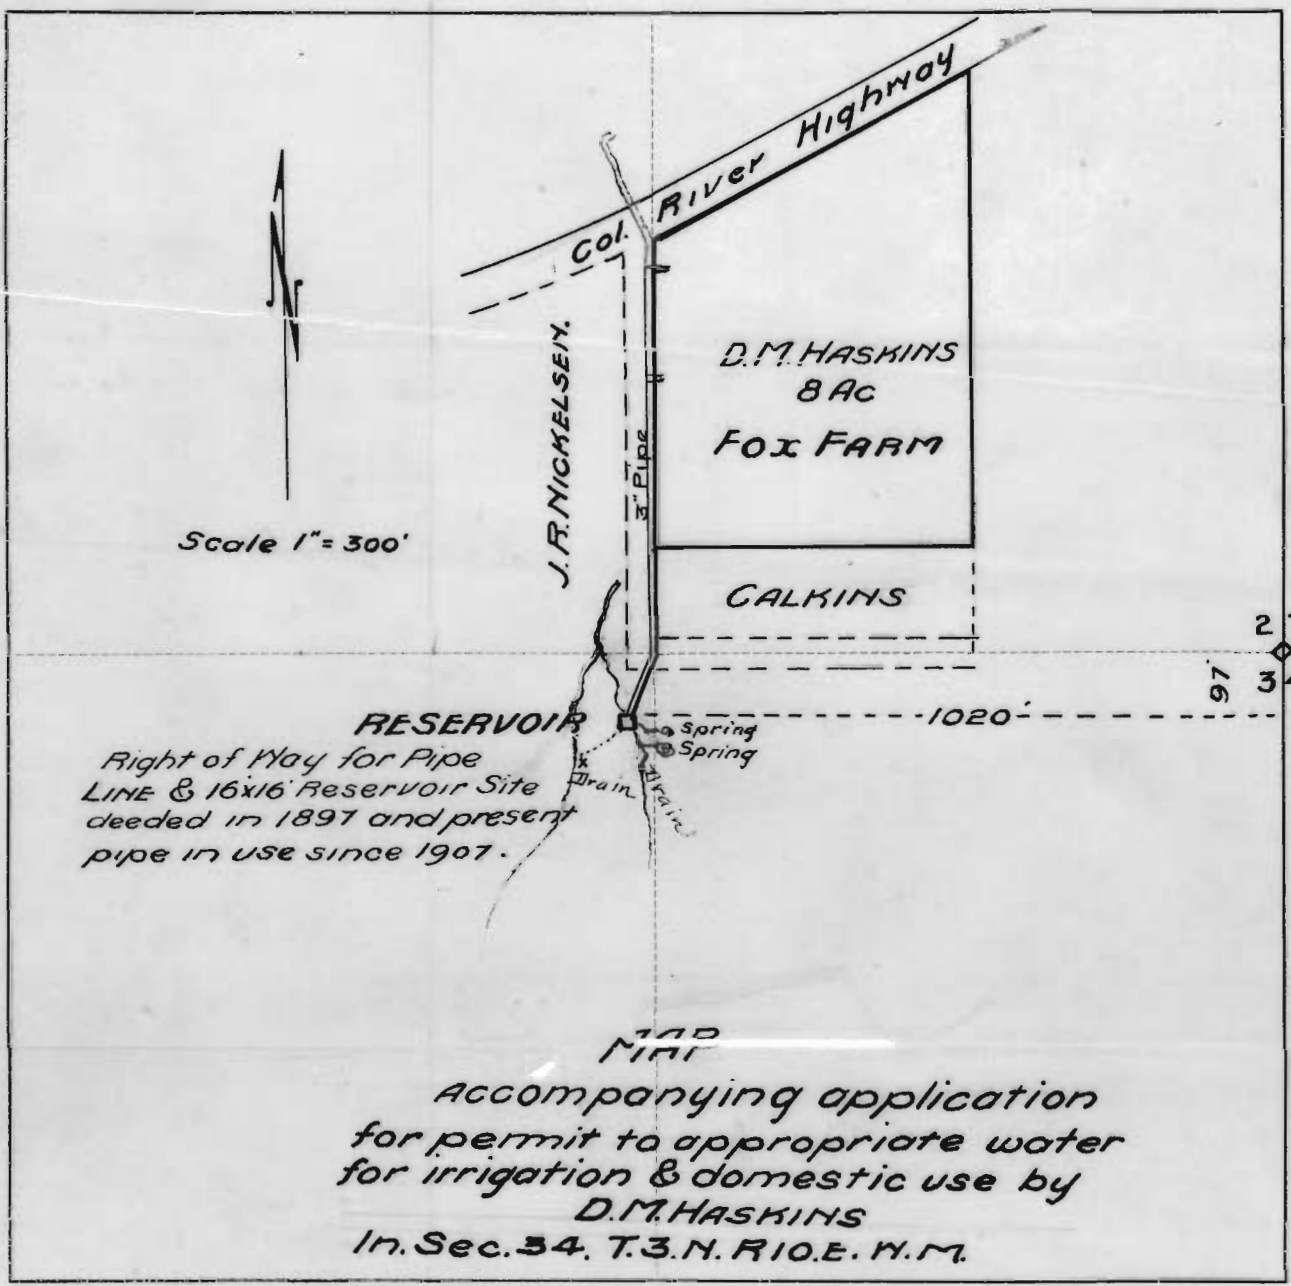 Col. River Highway
D.M. HASKINS
8 Ac
FOX FARM
J.R. NICKELSEN.
3" Pipe
Scale 1" = 300'
CALKINS
2
3
97'
1020'
RESERVOIR
Spring
Spring
Drain
Drain
x
Right of Way for Pipe
LINE & 16'x16' Reservoir Site
deeded in 1897 and present
pipe in use since 1907.
MAP
Accompanying application
for permit to appropriate water
for irrigation & domestic use by
D.M. HASKINS
In. Sec. 34. T.3.N. R10.E. W.M.